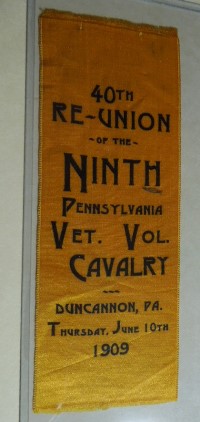 40TH
RE-UNION
-OF THE-
NINTH
PENNSYLVANIA
VET. VOL.
CAVALRY
DUNCANNON, PA.
THURSDAY, JUNE 10TH
1909